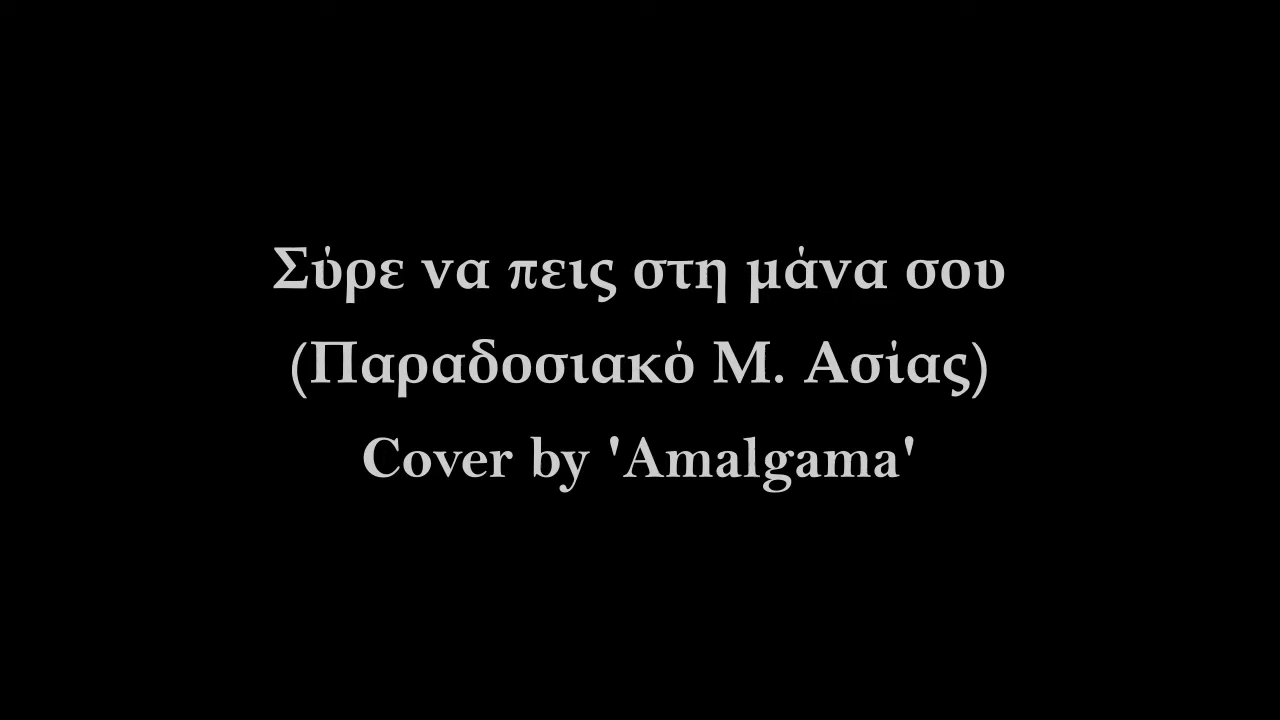 Σύρε να πεις στη μάνα σου
(Παραδοσιακό Μ. Ασίας)
Cover by 'Amalgama'